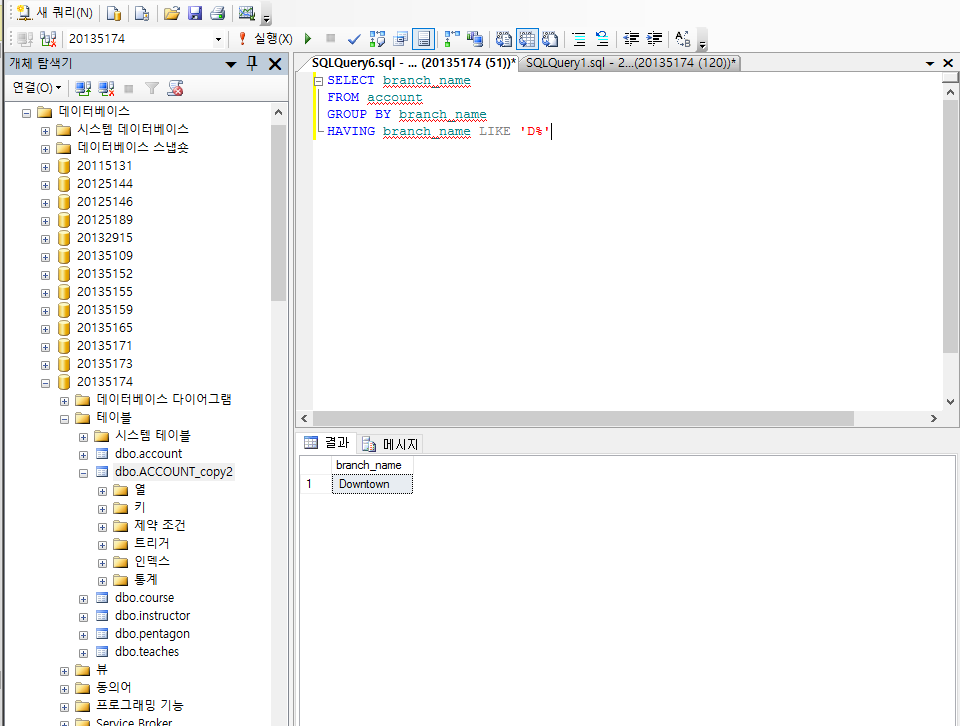 새 쿼리(N)
20135174
실행(X)
개체 탐색기
연결(O)
데이터베이스
시스템 데이터베이스
데이터베이스 스냅숏
20115131
20125144
20125146
20125189
20132915
20135109
20135152
20135155
20135159
20135165
20135171
20135173
20135174
데이터베이스 다이어그램
테이블
시스템 테이블
dbo.account
dbo.ACCOUNT_copy2
열
키
제약 조건
트리거
인덱스
통계
dbo.course
dbo.instructor
dbo.pentagon
dbo.teaches
뷰
동의어
프로그래밍 기능
Service Broker
SQLQuery6.sql - ... (20135174 (51))* SQLQuery1.sql - 2...(20135174 (120))*
SELECT branch_name
FROM account
GROUP BY branch_name
HAVING branch_name LIKE 'D%'
결과 메시지
branch_name
1 Downtown